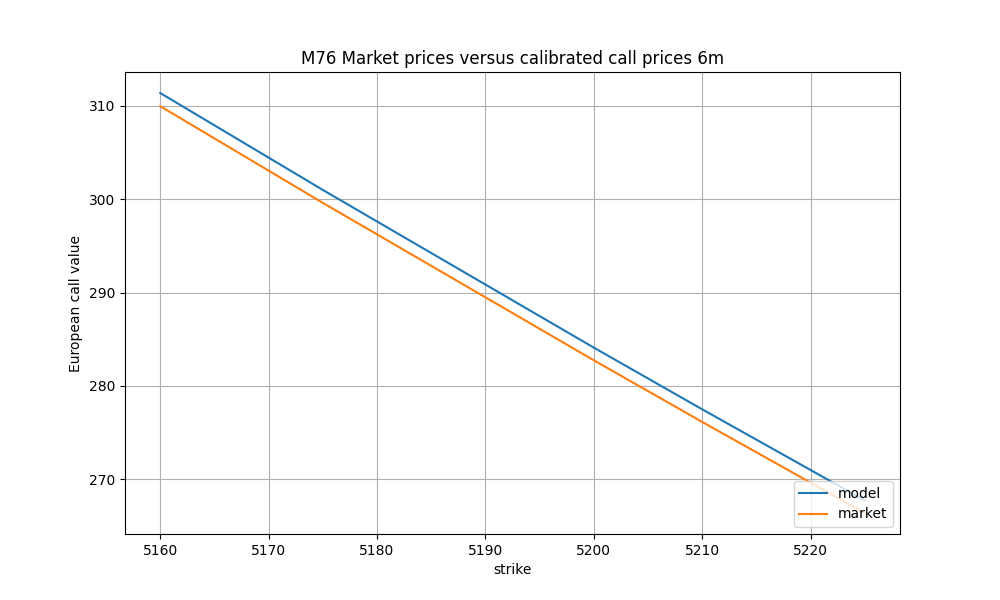 M76 Market prices versus calibrated call prices 6m
310
300
290
280
270
European call value
5160 5170 5180 5190 5200 5210 5220
strike
model
market